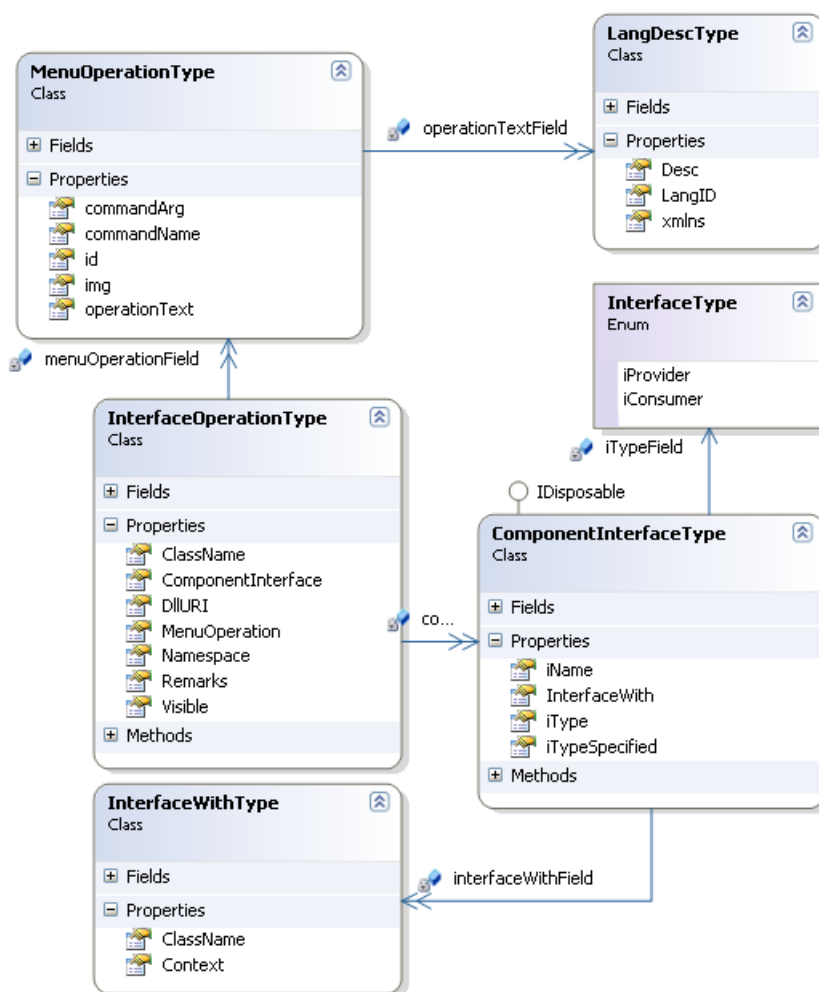 MenuOperationType
Class
Fields
Properties
commandArg
commandName
id
img
operationText
operationTextField
LangDescType
Class
Fields
Properties
Desc
LangID
xmlns
menuOperationField
InterfaceType
Enum
iProvider
iConsumer
iTypeField
InterfaceOperationType
Class
Fields
Properties
ClassName
ComponentInterface
DllURI
MenuOperation
Namespace
Remarks
Visible
Methods
co...
IDisposable
ComponentInterfaceType
Class
Fields
Properties
iName
InterfaceWith
iType
iTypeSpecified
Methods
interfaceWithField
InterfaceWithType
Class
Fields
Properties
ClassName
Context